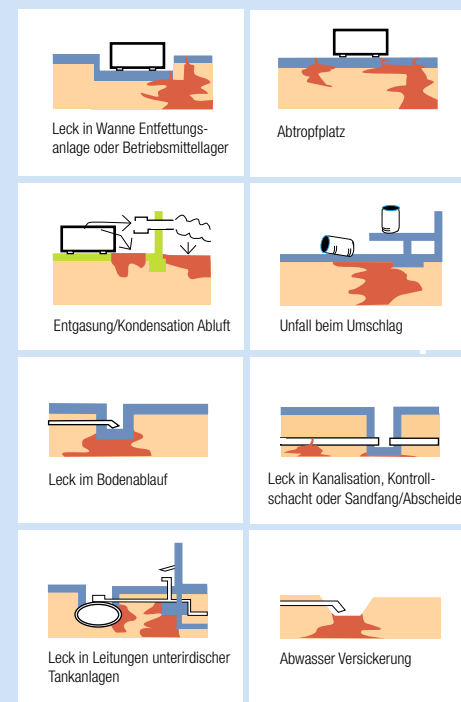 Leck in Wanne Entfettungs-
anlage oder Betriebsmittellager
Abtropfplatz
Entgasung/Kondensation Abluft
Unfall beim Umschlag
Leck im Bodenablauf
Leck in Kanalisation, Kontroll-
schacht oder Sandfang/Abscheide
Leck in Leitungen unterirdischer
Tankanlagen
Abwasser Versickerung